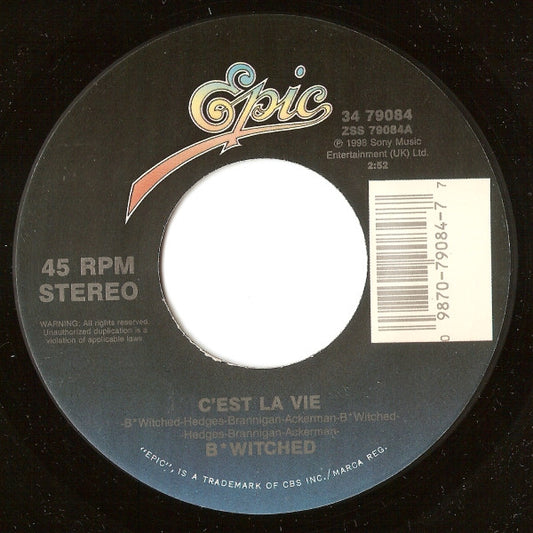 Epic
34 79084
ZSS 79084A
℗ 1998 Sony Music
Entertainment (UK) Ltd.
2:52
45 RPM
STEREO
WARNING: All rights reserved.
Unauthorized duplication is a
violation of applicable laws
0 9870-79084-7 7
C'EST LA VIE
-B*Witched-Hedges-Brannigan-Ackerman-B*Witched-
-Hedges-Brannigan-Ackerman-
B*WITCHED
"EPIC", IS A TRADEMARK OF CBS INC./MARCA REG.